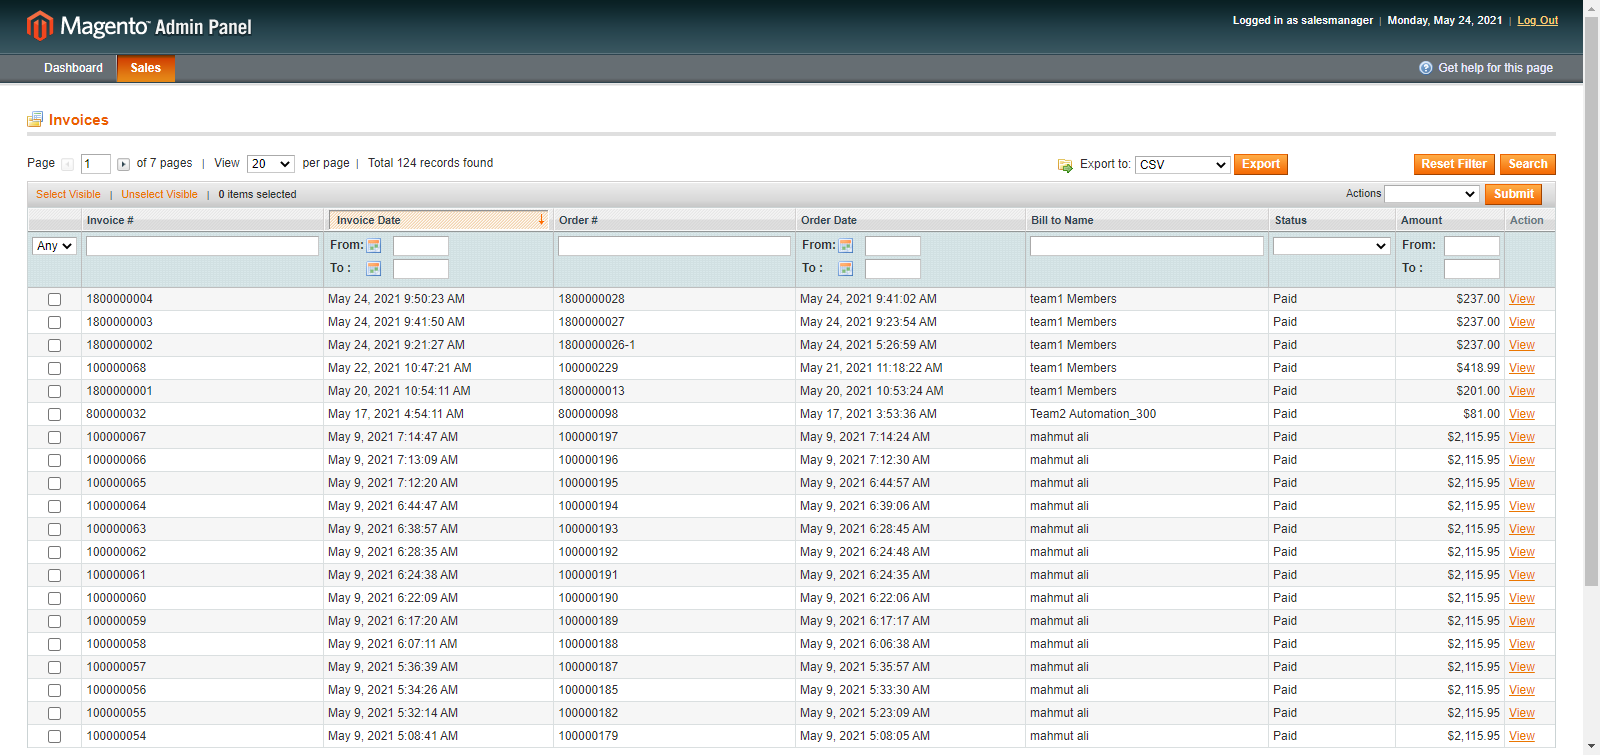 Magento™ Admin Panel
Logged in as salesmanager | Monday, May 24, 2021 | Log Out
Dashboard Sales Get help for this page
Invoices
Page 1 of 7 pages | View 20 per page | Total 124 records found Export to: CSV Export Reset Filter Search
Select Visible | Unselect Visible | 0 items selected Actions Submit
Invoice # Invoice Date Order # Order Date Bill to Name Status Amount Action
Any From: From: From:
To : To : To :
1800000004 May 24, 2021 9:50:23 AM 1800000028 May 24, 2021 9:41:02 AM team1 Members Paid $237.00 View
1800000003 May 24, 2021 9:41:50 AM 1800000027 May 24, 2021 9:23:54 AM team1 Members Paid $237.00 View
1800000002 May 24, 2021 9:21:27 AM 1800000026-1 May 24, 2021 5:26:59 AM team1 Members Paid $237.00 View
100000068 May 22, 2021 10:47:21 AM 100000229 May 21, 2021 11:18:22 AM team1 Members Paid $418.99 View
1800000001 May 20, 2021 10:54:11 AM 1800000013 May 20, 2021 10:53:24 AM team1 Members Paid $201.00 View
800000032 May 17, 2021 4:54:11 AM 800000098 May 17, 2021 3:53:36 AM Team2 Automation_300 Paid $81.00 View
100000067 May 9, 2021 7:14:47 AM 100000197 May 9, 2021 7:14:24 AM mahmut ali Paid $2,115.95 View
100000066 May 9, 2021 7:13:09 AM 100000196 May 9, 2021 7:12:30 AM mahmut ali Paid $2,115.95 View
100000065 May 9, 2021 7:12:20 AM 100000195 May 9, 2021 6:44:57 AM mahmut ali Paid $2,115.95 View
100000064 May 9, 2021 6:44:47 AM 100000194 May 9, 2021 6:39:06 AM mahmut ali Paid $2,115.95 View
100000063 May 9, 2021 6:38:57 AM 100000193 May 9, 2021 6:28:45 AM mahmut ali Paid $2,115.95 View
100000062 May 9, 2021 6:28:35 AM 100000192 May 9, 2021 6:24:48 AM mahmut ali Paid $2,115.95 View
100000061 May 9, 2021 6:24:38 AM 100000191 May 9, 2021 6:24:35 AM mahmut ali Paid $2,115.95 View
100000060 May 9, 2021 6:22:09 AM 100000190 May 9, 2021 6:22:06 AM mahmut ali Paid $2,115.95 View
100000059 May 9, 2021 6:17:20 AM 100000189 May 9, 2021 6:17:17 AM mahmut ali Paid $2,115.95 View
100000058 May 9, 2021 6:07:11 AM 100000188 May 9, 2021 6:06:38 AM mahmut ali Paid $2,115.95 View
100000057 May 9, 2021 5:36:39 AM 100000187 May 9, 2021 5:35:57 AM mahmut ali Paid $2,115.95 View
100000056 May 9, 2021 5:34:26 AM 100000185 May 9, 2021 5:33:30 AM mahmut ali Paid $2,115.95 View
100000055 May 9, 2021 5:32:14 AM 100000182 May 9, 2021 5:23:09 AM mahmut ali Paid $2,115.95 View
100000054 May 9, 2021 5:08:41 AM 100000179 May 9, 2021 5:08:05 AM mahmut ali Paid $2,115.95 View